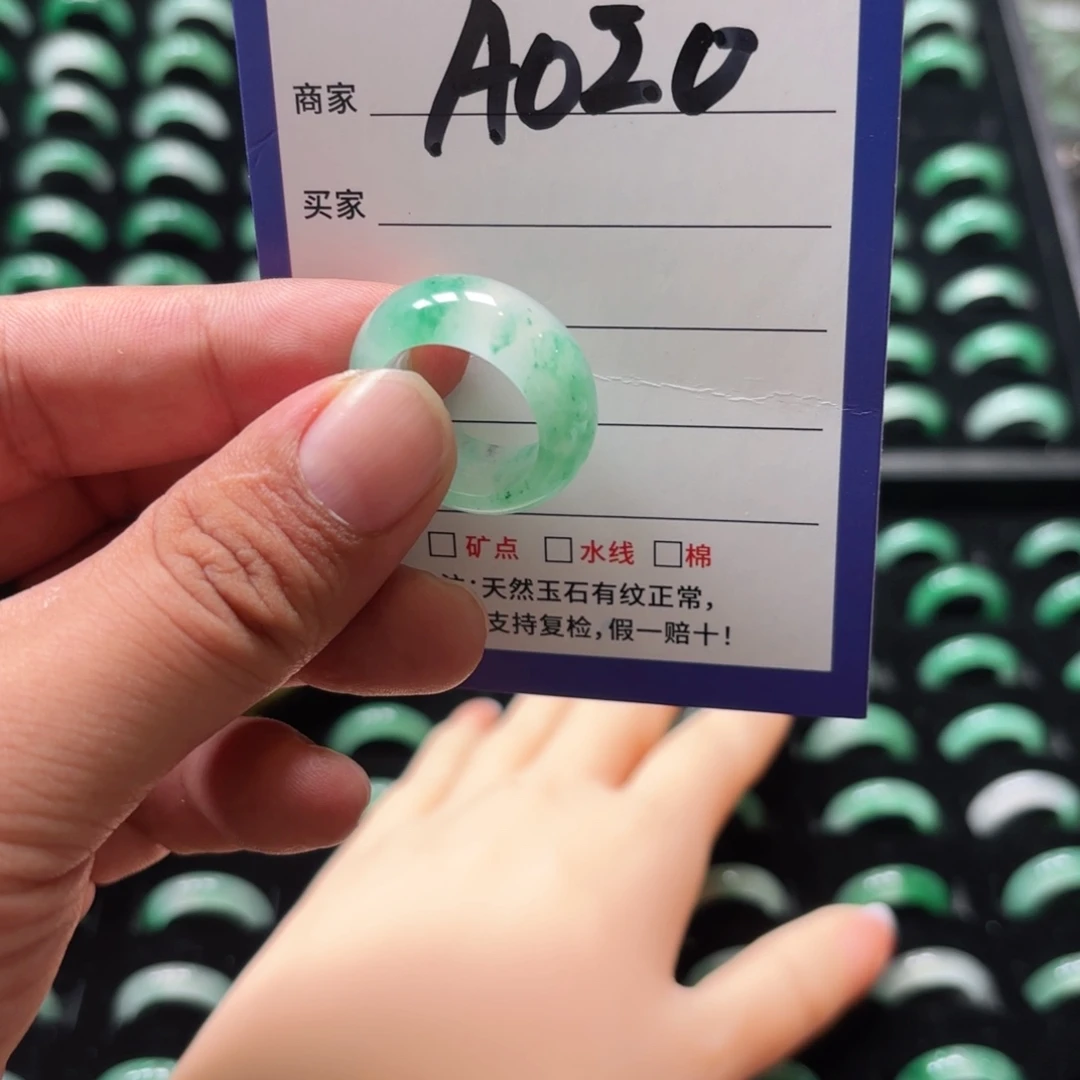 商家 A020
买家
□矿点 □水线 □棉
注:天然玉石有纹正常,
支持复检,假一赔十!